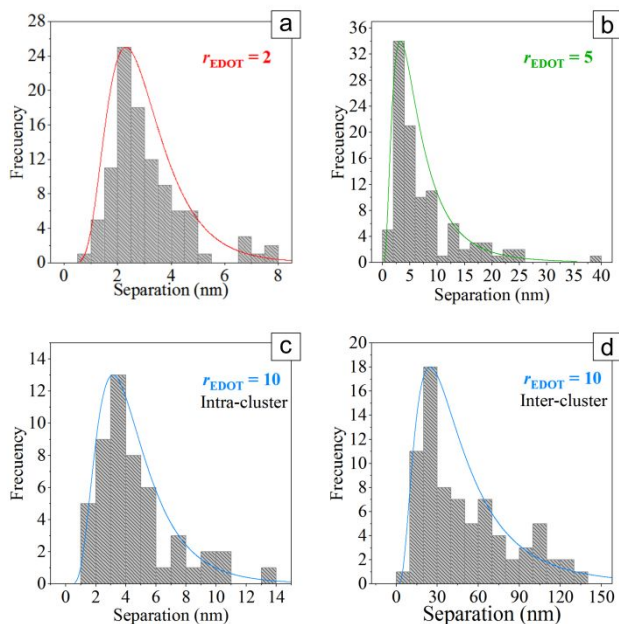 a
r_EDOT = 2
28
24
20
16
12
8
4
0
0 2 4 6 8
Frecuency
Separation (nm)
b
r_EDOT = 5
36
32
28
24
20
16
12
8
4
0
0 5 10 15 20 25 30 35 40
Frecuency
Separation (nm)
c
r_EDOT = 10
Intra-cluster
14
12
10
8
6
4
2
0
0 2 4 6 8 10 12 14
Frecuency
Separation (nm)
d
r_EDOT = 10
Inter-cluster
20
18
16
14
12
10
8
6
4
2
0
0 30 60 90 120 150
Frecuency
Separation (nm)